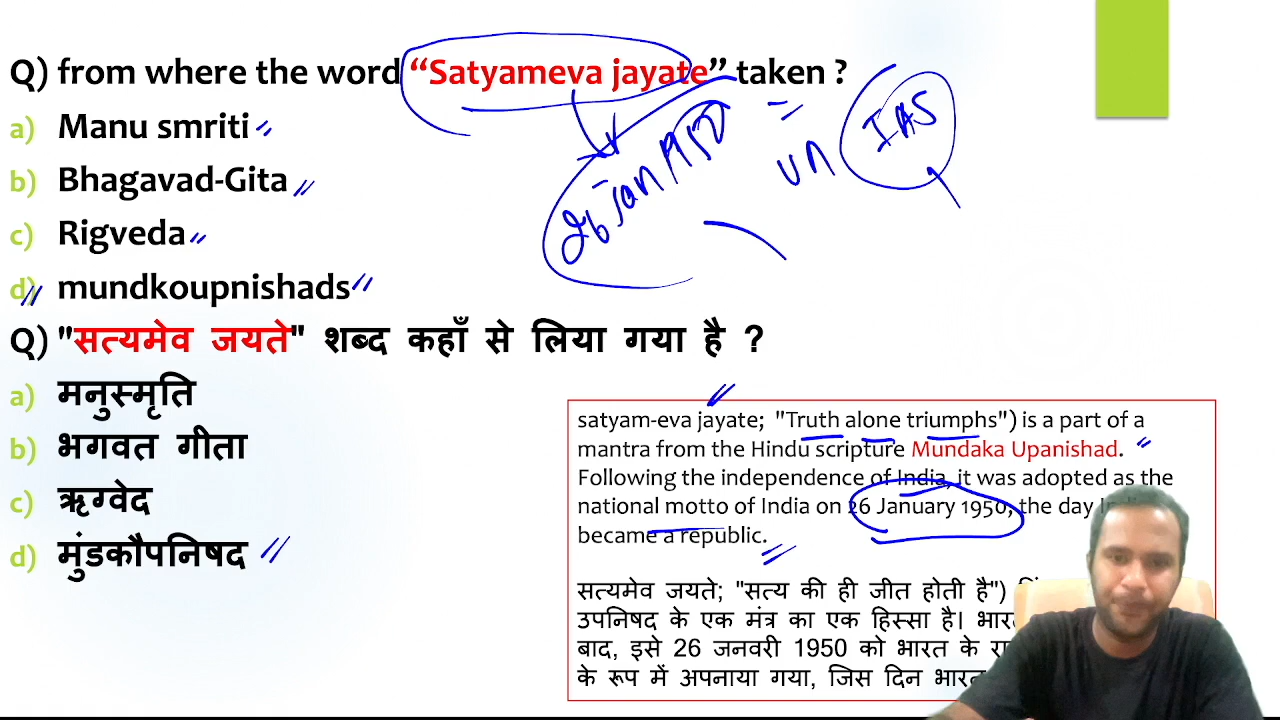 Q) from where the word “Satyameva jayate” taken ?
a) Manu smriti
b) Bhagavad-Gita
c) Rigveda
d) mundkoupnishads
26 Jan 1950
un
IAS
Q) "सत्यमेव जयते" शब्द कहाँ से लिया गया है ?
a) मनुस्मृति
b) भगवत गीता
c) ऋग्वेद
d) मुंडकौपनिषद
satyam-eva jayate; "Truth alone triumphs") is a part of a
mantra from the Hindu scripture Mundaka Upanishad.
Following the independence of India, it was adopted as the
national motto of India on 26 January 1950, the day
became a republic.
सत्यमेव जयते; "सत्य की ही जीत होती है")
उपनिषद के एक मंत्र का एक हिस्सा है।
बाद, इसे 26 जनवरी 1950 को भारत के
के रूप में अपनाया गया, जिस दिन